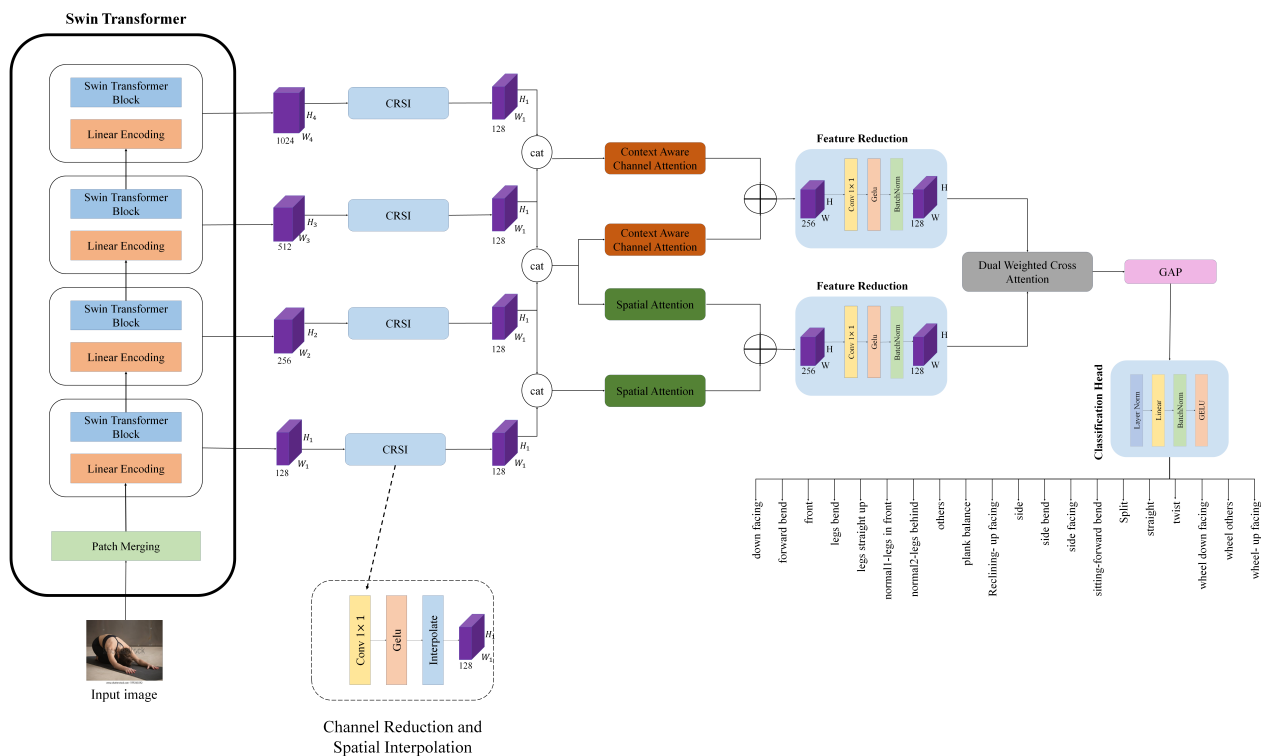 Swin Transformer
Swin Transformer
Block
Linear Encoding
Swin Transformer
Block
Linear Encoding
Swin Transformer
Block
Linear Encoding
Swin Transformer
Block
Linear Encoding
Patch Merging
Input image
1024
H₄
W₄
CRSI
128
H₁
W₁
512
H₃
W₃
CRSI
128
H₁
W₁
256
H₂
W₂
CRSI
128
H₁
W₁
128
H₁
W₁
CRSI
128
H₁
W₁
cat
cat
cat
Conv 1× 1
Gelu
Interpolate
128
H₁
W₁
Channel Reduction and
Spatial Interpolation
Context Aware
Channel Attention
Context Aware
Channel Attention
Spatial Attention
Spatial Attention
Feature Reduction
256
H
W
Conv 1× 1
Gelu
BatchNorm
128
H
W
Feature Reduction
256
H
W
Conv 1× 1
Gelu
BatchNorm
128
H
W
Dual Weighted Cross
Attention
GAP
Classification Head
Layer Norm
Linear
BatchNorm
GELU
down facing
forward bend
front
legs bend
legs straight up
normal1-legs in front
normal2-legs behind
others
plank balance
Reclining- up facing
side
side bend
side facing
sitting-forward bend
Split
straight
twist
wheel down facing
wheel others
wheel- up facing